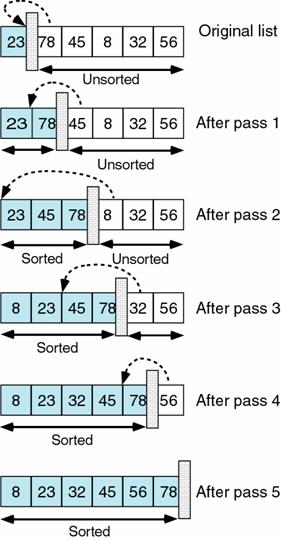 23 78 45 8 32 56 Original list
Unsorted
23 78 45 8 32 56 After pass 1
Unsorted
23 45 78 8 32 56 After pass 2
Sorted Unsorted
8 23 45 78 32 56 After pass 3
Sorted
8 23 32 45 78 56 After pass 4
Sorted
8 23 32 45 56 78 After pass 5
Sorted